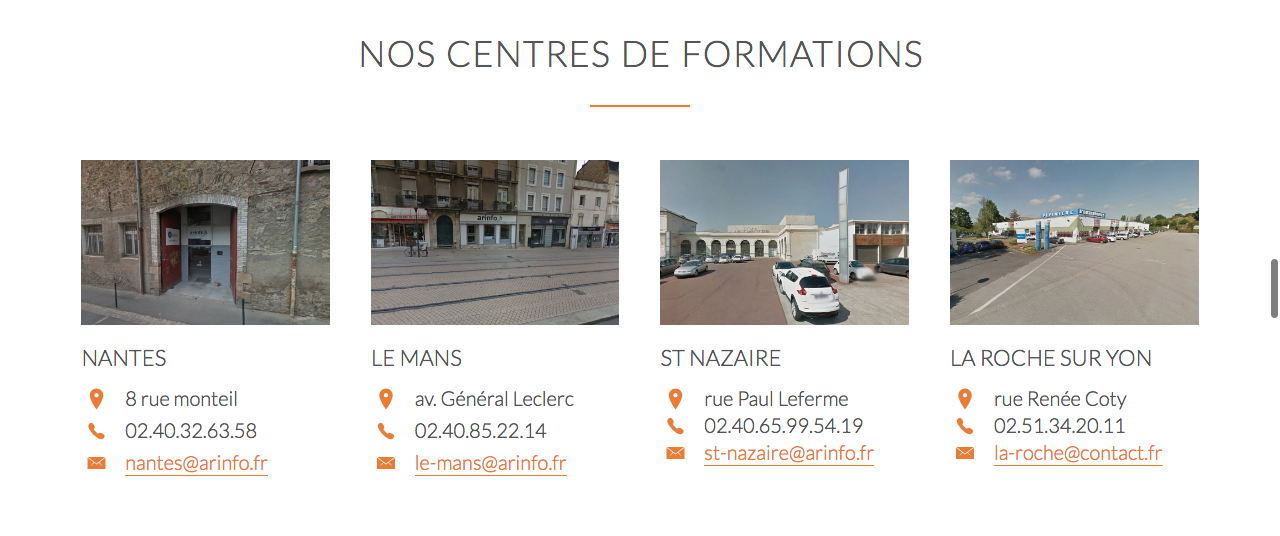 NOS CENTRES DE FORMATIONS
arinfo
NANTES
8 rue monteil
02.40.32.63.58
nantes@arinfo.fr
LE MANS
av. Général Leclerc
02.40.85.22.14
le-mans@arinfo.fr
ST NAZAIRE
rue Paul Leferme
02.40.65.99.54.19
st-nazaire@arinfo.fr
LA ROCHE SUR YON
rue Renée Coty
02.51.34.20.11
la-roche@contact.fr